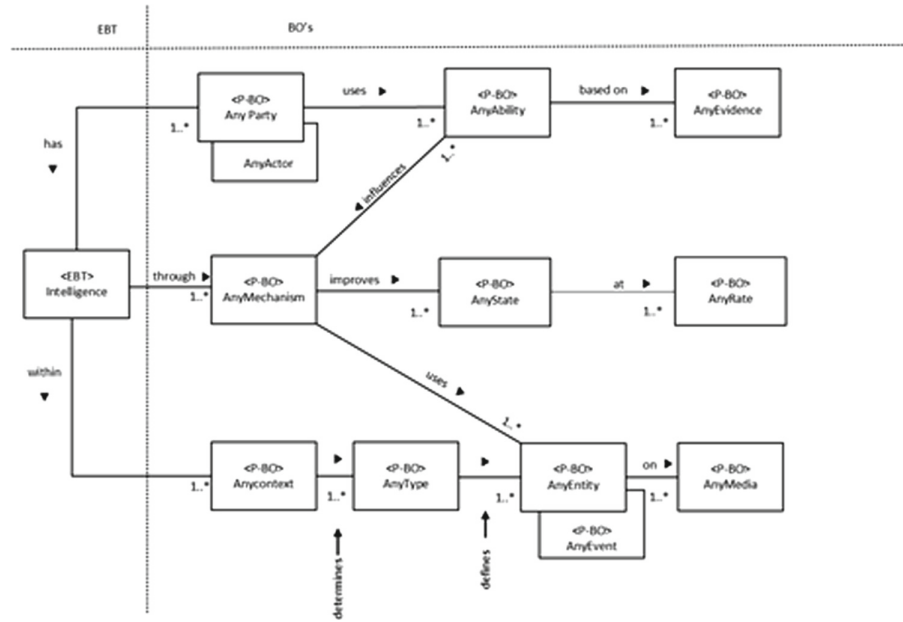 EBT
BO's
<P-BO>
Any Party
1..*
AnyActor
uses
<P-BO>
AnyAbility
1..*
1..*
based on
<P-BO>
AnyEvidence
1..*
has
influences
<EBT>
Intelligence
through
1..*
<P-BO>
AnyMechanism
improves
<P-BO>
AnyState
1..*
at
<P-BO>
AnyRate
1..*
within
uses
1..*
<P-BO>
Anycontext
1..*
<P-BO>
AnyType
1..*
<P-BO>
AnyEntity
1..*
on
<P-BO>
AnyMedia
1..*
<P-BO>
AnyEvent
determines
defines